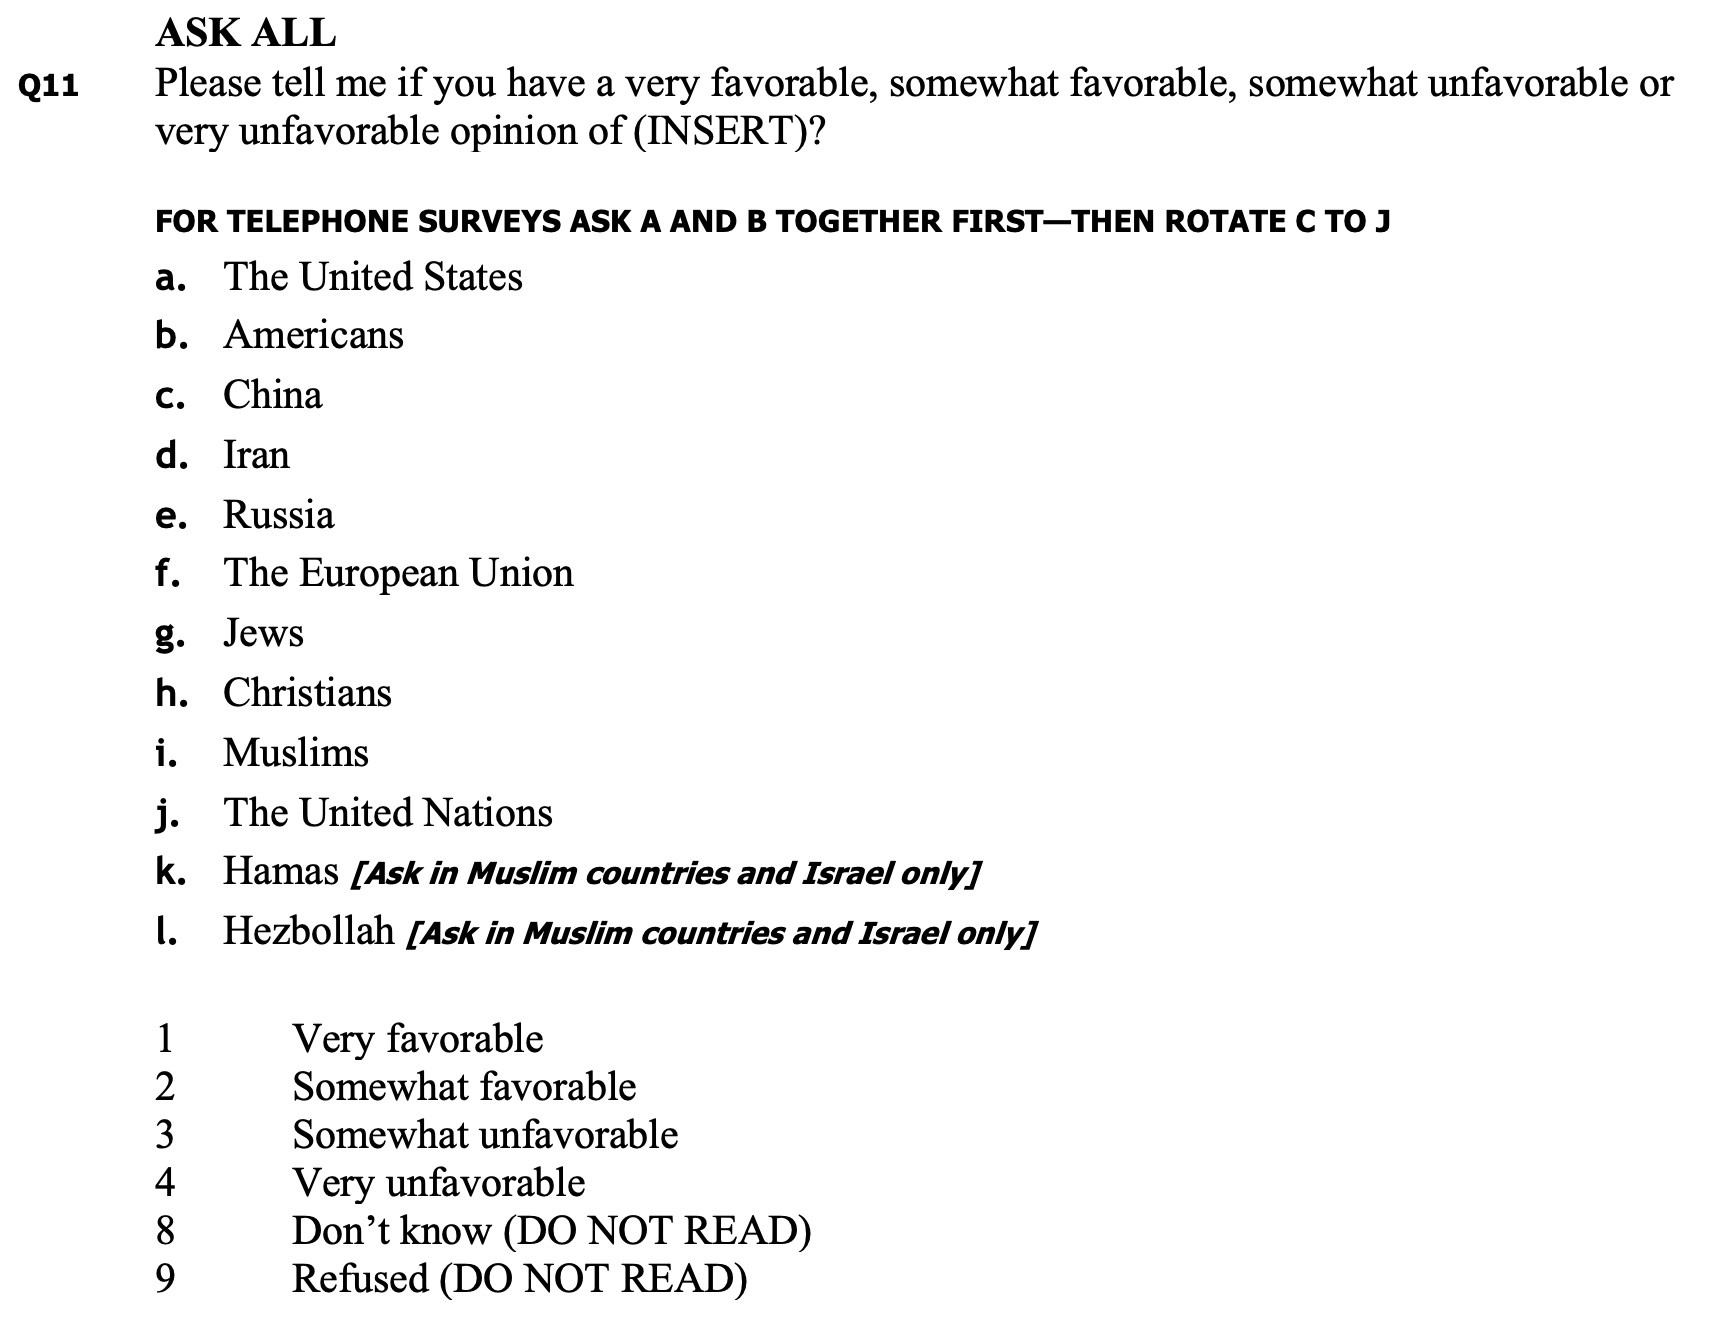 ASK ALL
Q11 Please tell me if you have a very favorable, somewhat favorable, somewhat unfavorable or
very unfavorable opinion of (INSERT)?
FOR TELEPHONE SURVEYS ASK A AND B TOGETHER FIRST—THEN ROTATE C TO J
a. The United States
b. Americans
c. China
d. Iran
e. Russia
f. The European Union
g. Jews
h. Christians
i. Muslims
j. The United Nations
k. Hamas [Ask in Muslim countries and Israel only]
l. Hezbollah [Ask in Muslim countries and Israel only]
1 Very favorable
2 Somewhat favorable
3 Somewhat unfavorable
4 Very unfavorable
8 Don’t know (DO NOT READ)
9 Refused (DO NOT READ)